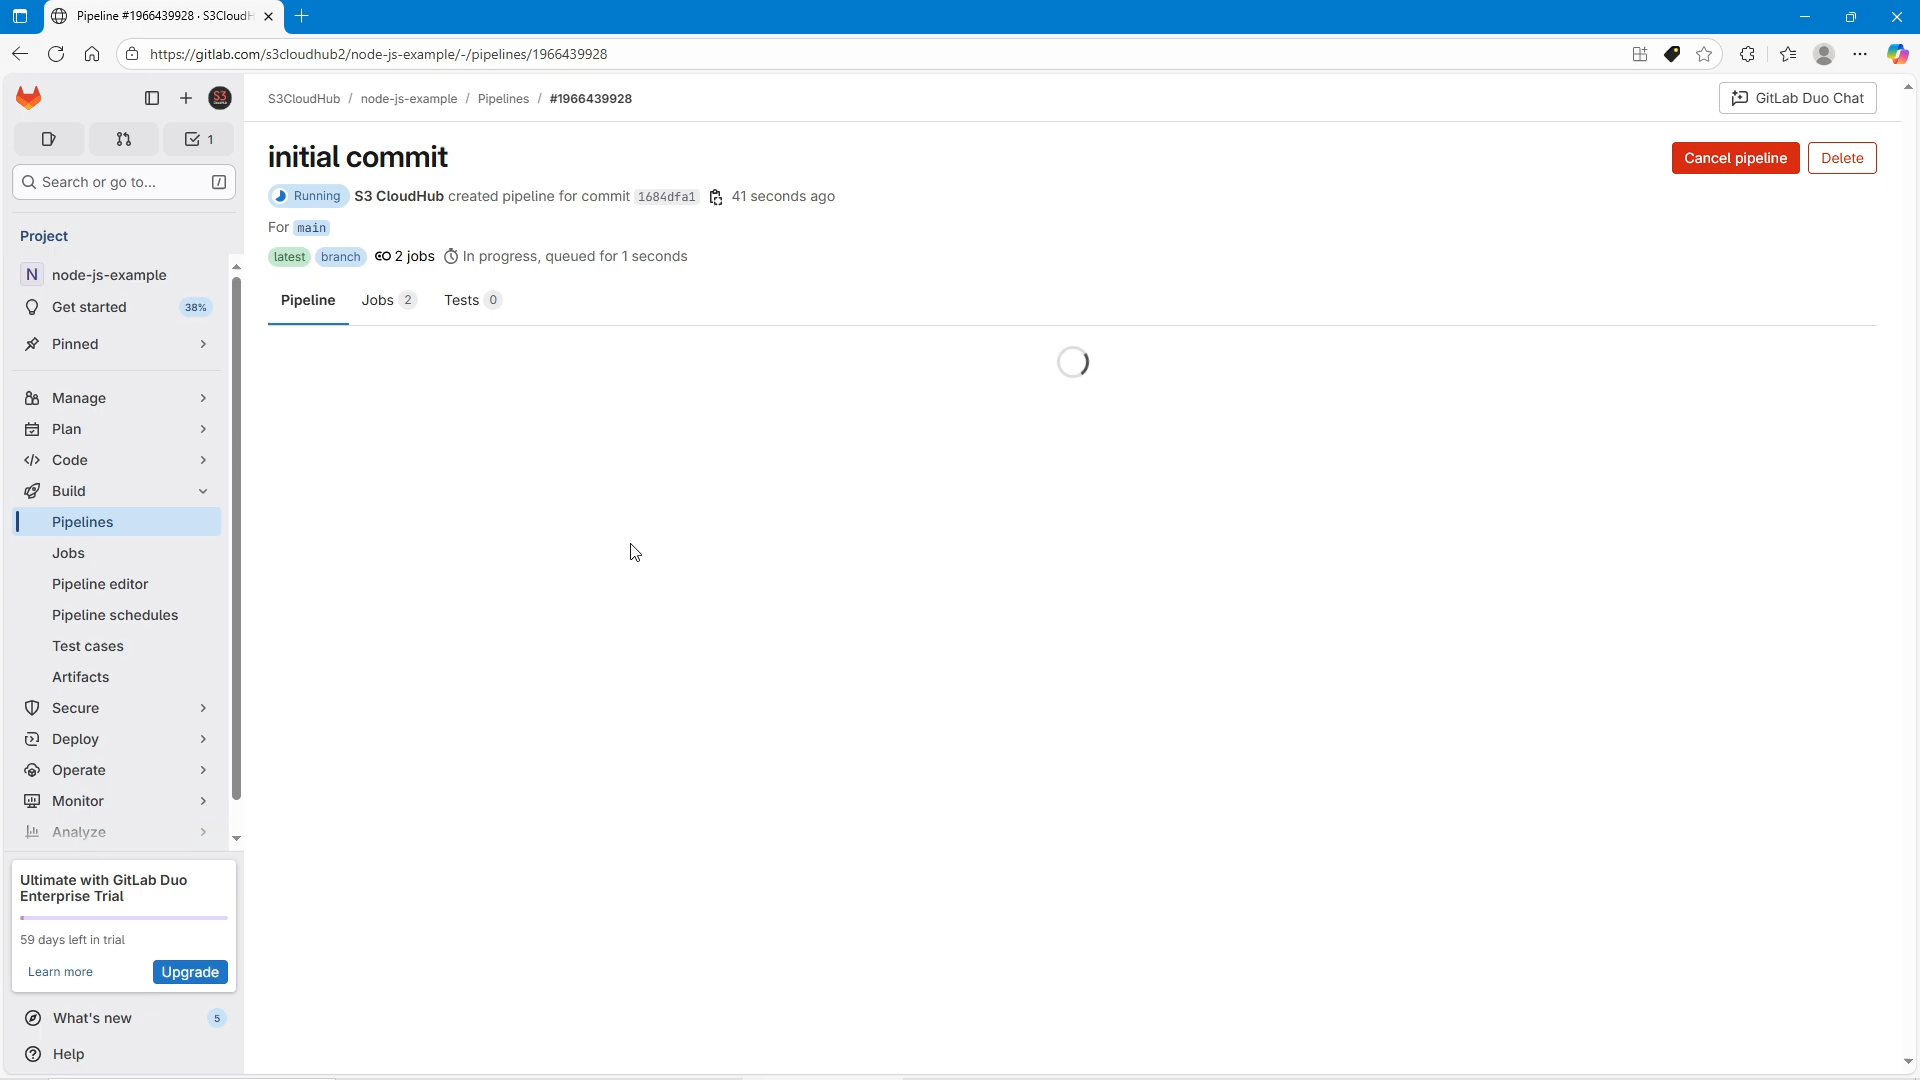 Pipeline #1966439928 · S3CloudH
https://gitlab.com/s3cloudhub2/node-js-example/-/pipelines/1966439928
S3CloudHub / node-js-example / Pipelines / #1966439928
GitLab Duo Chat
1
Search or go to... /
Project
N node-js-example
Get started 38%
Pinned
Manage
Plan
Code
Build
Pipelines
Jobs
Pipeline editor
Pipeline schedules
Test cases
Artifacts
Secure
Deploy
Operate
Monitor
Analyze
Ultimate with GitLab Duo
Enterprise Trial
59 days left in trial
Learn more Upgrade
What's new 5
Help
initial commit
Cancel pipeline Delete
Running S3 CloudHub created pipeline for commit 1684dfa1 41 seconds ago
For main
latest branch 2 jobs In progress, queued for 1 seconds
Pipeline Jobs 2 Tests 0